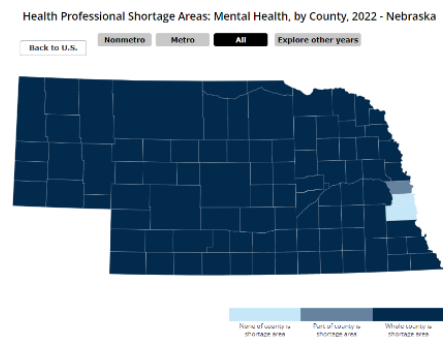 Health Professional Shortage Areas: Mental Health, by County, 2022 - Nebraska
Back to U.S.
Nonmetro
Metro
All
Explore other years
None of county is
shortage area
Part of county is
shortage area
Whole county is
shortage area